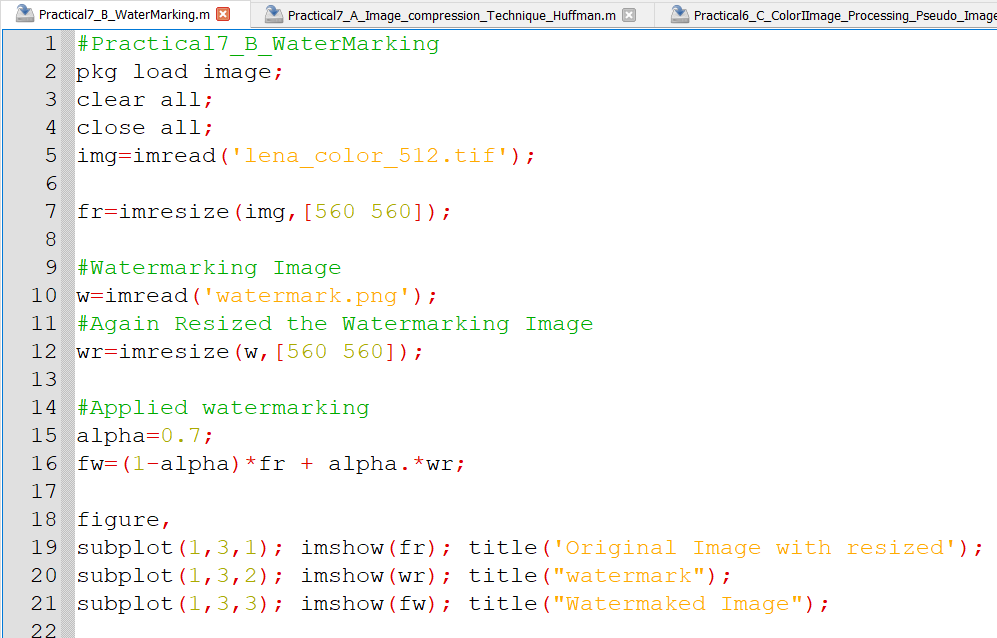 Practical7_B_WaterMarking.m Practical7_A_Image_compression_Technique_Huffman.m Practical6_C_ColorIImage_Processing_Pseudo_Image
1 #Practical7_B_WaterMarking
2 pkg load image;
3 clear all;
4 close all;
5 img=imread('lena_color_512.tif');
6
7 fr=imresize(img,[560 560]);
8
9 #Watermarking Image
10 w=imread('watermark.png');
11 #Again Resized the Watermarking Image
12 wr=imresize(w,[560 560]);
13
14 #Applied watermarking
15 alpha=0.7;
16 fw=(1-alpha)*fr + alpha.*wr;
17
18 figure,
19 subplot(1,3,1); imshow(fr); title('Original Image with resized');
20 subplot(1,3,2); imshow(wr); title("watermark");
21 subplot(1,3,3); imshow(fw); title("Watermaked Image");
22